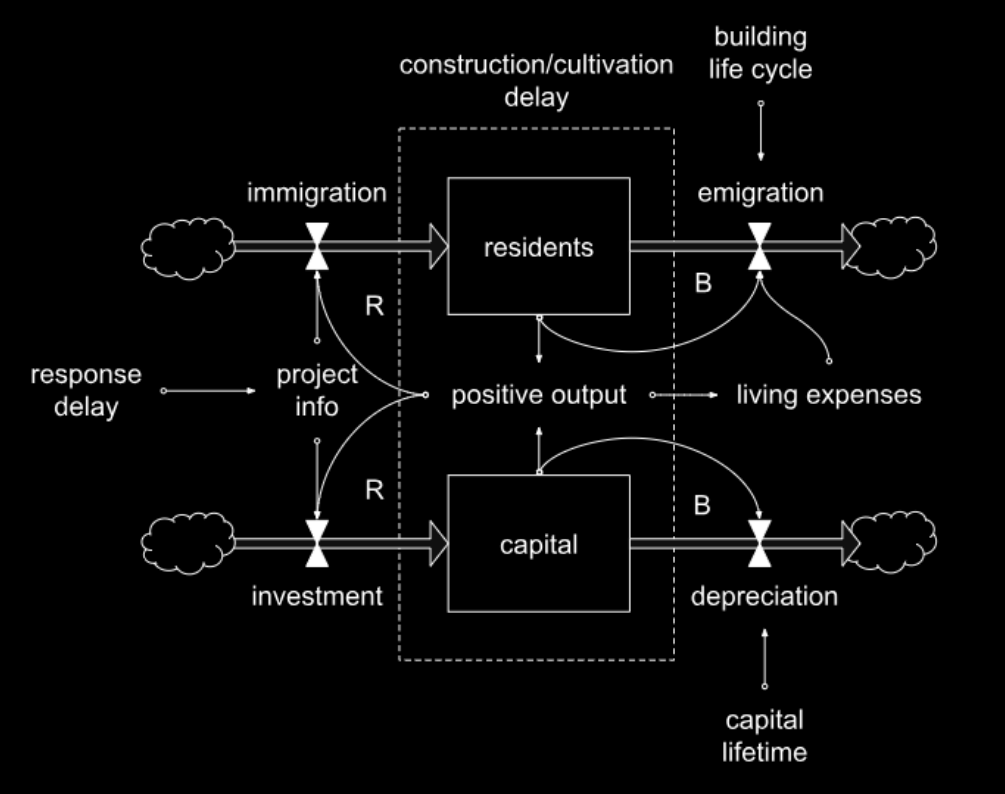 building
life cycle
construction/cultivation
delay
immigration
emigration
residents
B
R
response
delay
project
info
positive output
living expenses
R
B
capital
investment
depreciation
capital
lifetime